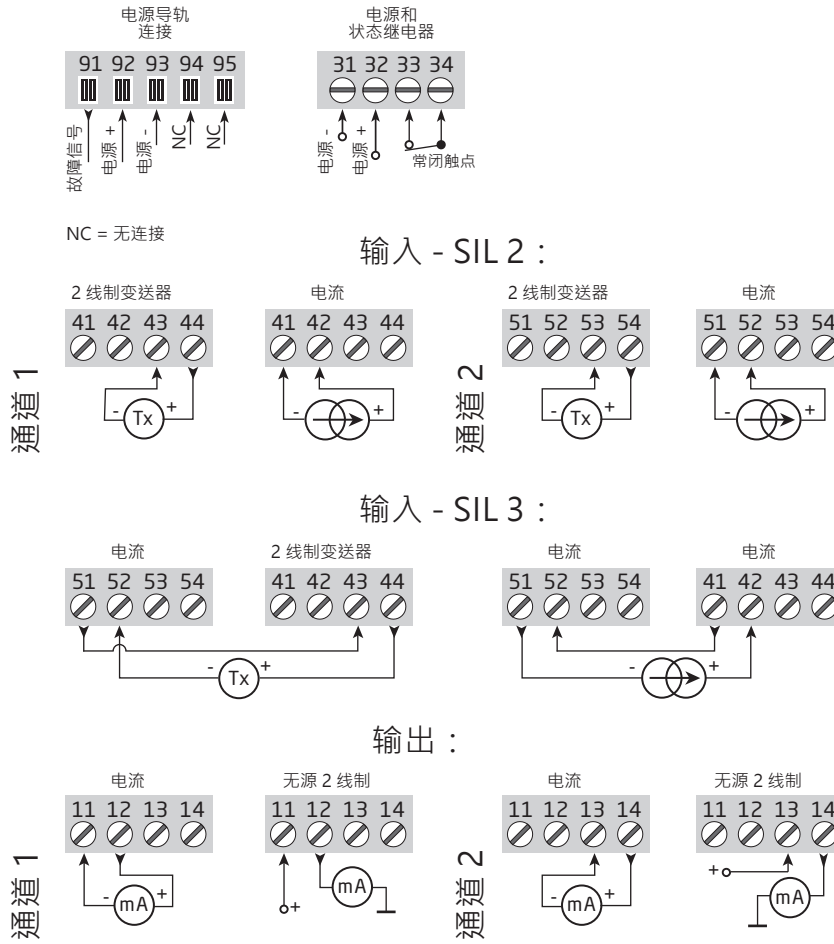 电源导轨
连接
电源和
状态继电器
91 92 93 94 95
31 32 33 34
故障信号
电源 +
电源 -
NC
NC
电源 -
电源 +
常闭触点
NC = 无连接
输入 - SIL 2：
通道 1
2 线制变送器
41 42 43 44
- Tx +
电流
41 42 43 44
- +
通道 2
2 线制变送器
51 52 53 54
- Tx +
电流
51 52 53 54
- +
输入 - SIL 3：
电流
51 52 53 54
2 线制变送器
41 42 43 44
- Tx +
电流
51 52 53 54
电流
41 42 43 44
- +
输出：
通道 1
电流
11 12 13 14
- mA +
无源 2 线制
11 12 13 14
mA
+
通道 2
电流
11 12 13 14
- mA +
无源 2 线制
11 12 13 14
+
mA